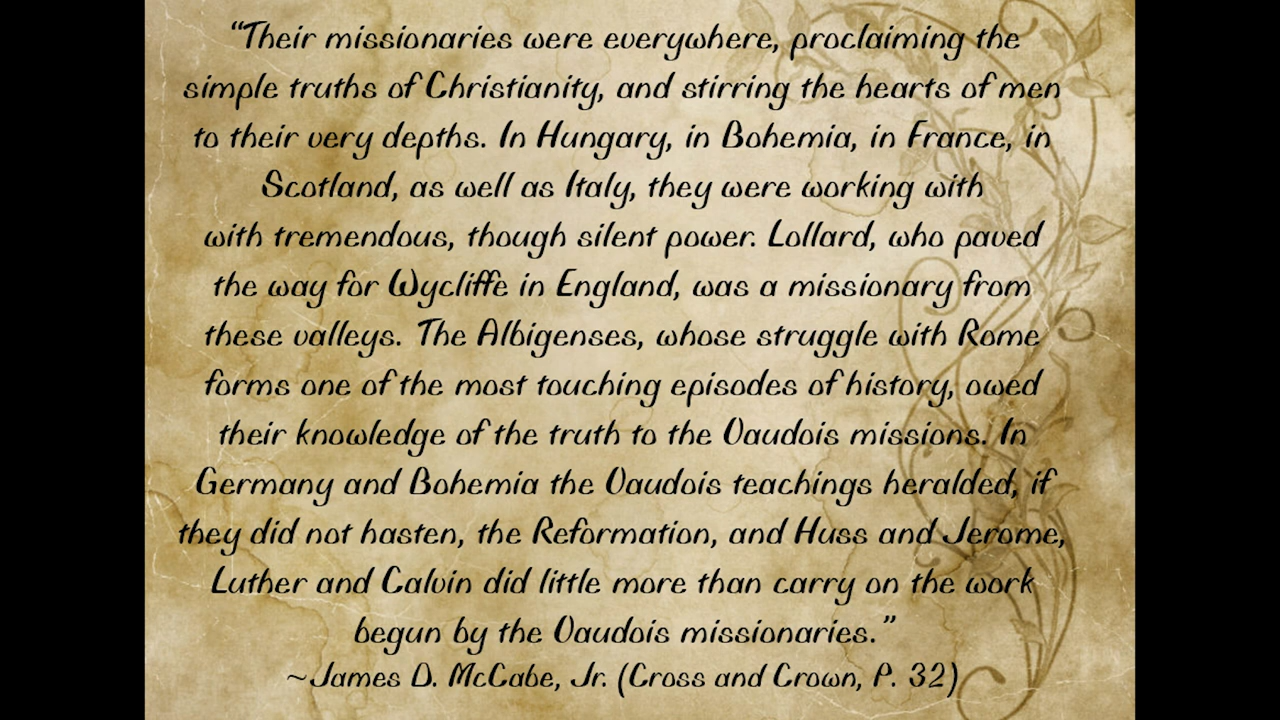 “Their missionaries were everywhere, proclaiming the
simple truths of Christianity, and stirring the hearts of men
to their very depths. In Hungary, in Bohemia, in France, in
Scotland, as well as Italy, they were working with
with tremendous, though silent power. Lollard, who paved
the way for Wycliffe in England, was a missionary from
these valleys. The Albigenses, whose struggle with Rome
forms one of the most touching episodes of history, owed
their knowledge of the truth to the Vaudois missions. In
Germany and Bohemia the Vaudois teachings heralded, if
they did not hasten, the Reformation, and Huss and Jerome,
Luther and Calvin did little more than carry on the work
begun by the Vaudois missionaries.”
~James D. McCabe, Jr. (Cross and Crown, P. 32)